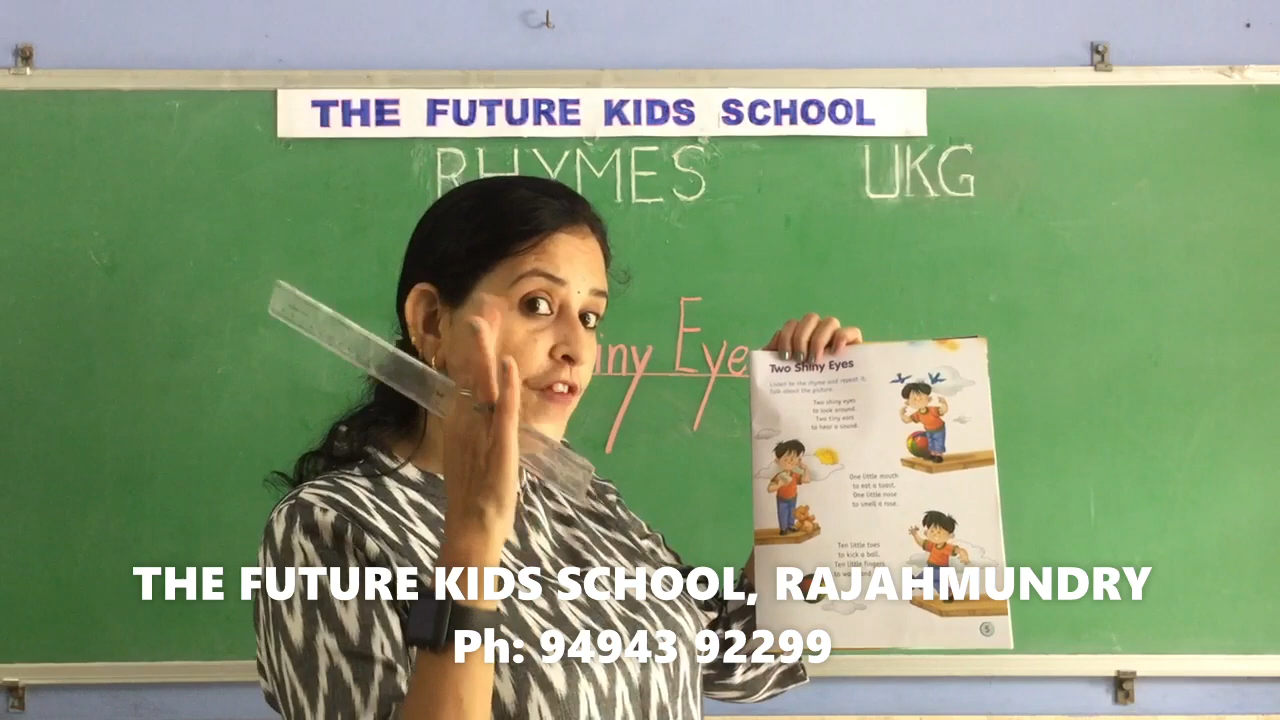 THE FUTURE KIDS SCHOOL
RHYMES UKG
iny Eye
Two Shiny Eyes
Listen to the rhyme and repeat it.
Talk about the picture.
Two shiny eyes
to look around.
Two tiny ears
to hear a sound.
One little mouth
to eat a toast.
One little nose
to smell a rose.
Ten little toes
to kick a ball.
Ten little fingers
to
5
THE FUTURE KIDS SCHOOL, RAJAHMUNDRY
Ph: 94943 92299